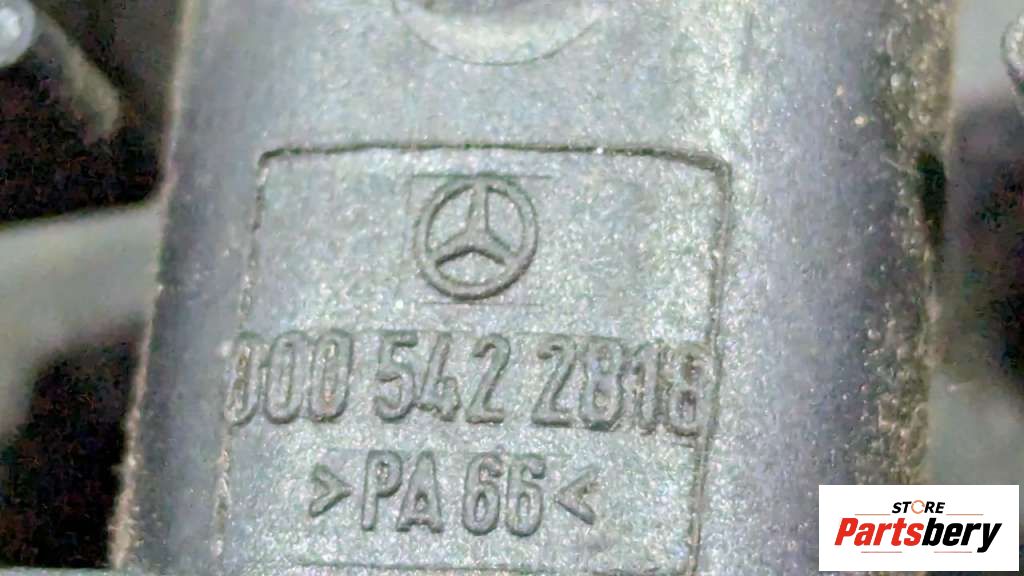 000 542 2818
>PA 66<
STORE
Partsbery